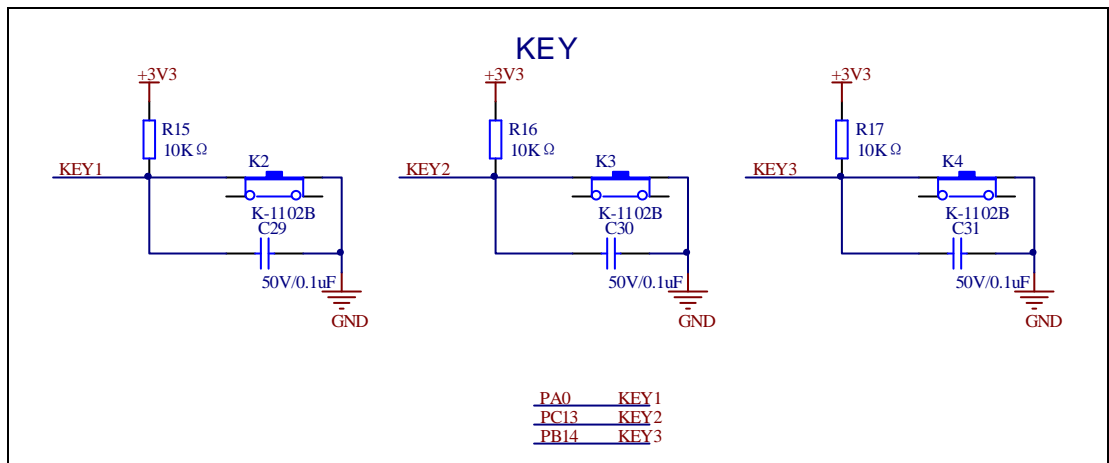 KEY
+3V3 +3V3 +3V3
R15 R16 R17
10KΩ 10KΩ 10KΩ
KEY1 K2 KEY2 K3 KEY3 K4
K-1102B K-1102B K-1102B
C29 C30 C31
50V/0.1uF 50V/0.1uF 50V/0.1uF
GND GND GND
PA0 KEY1
PC13 KEY2
PB14 KEY3